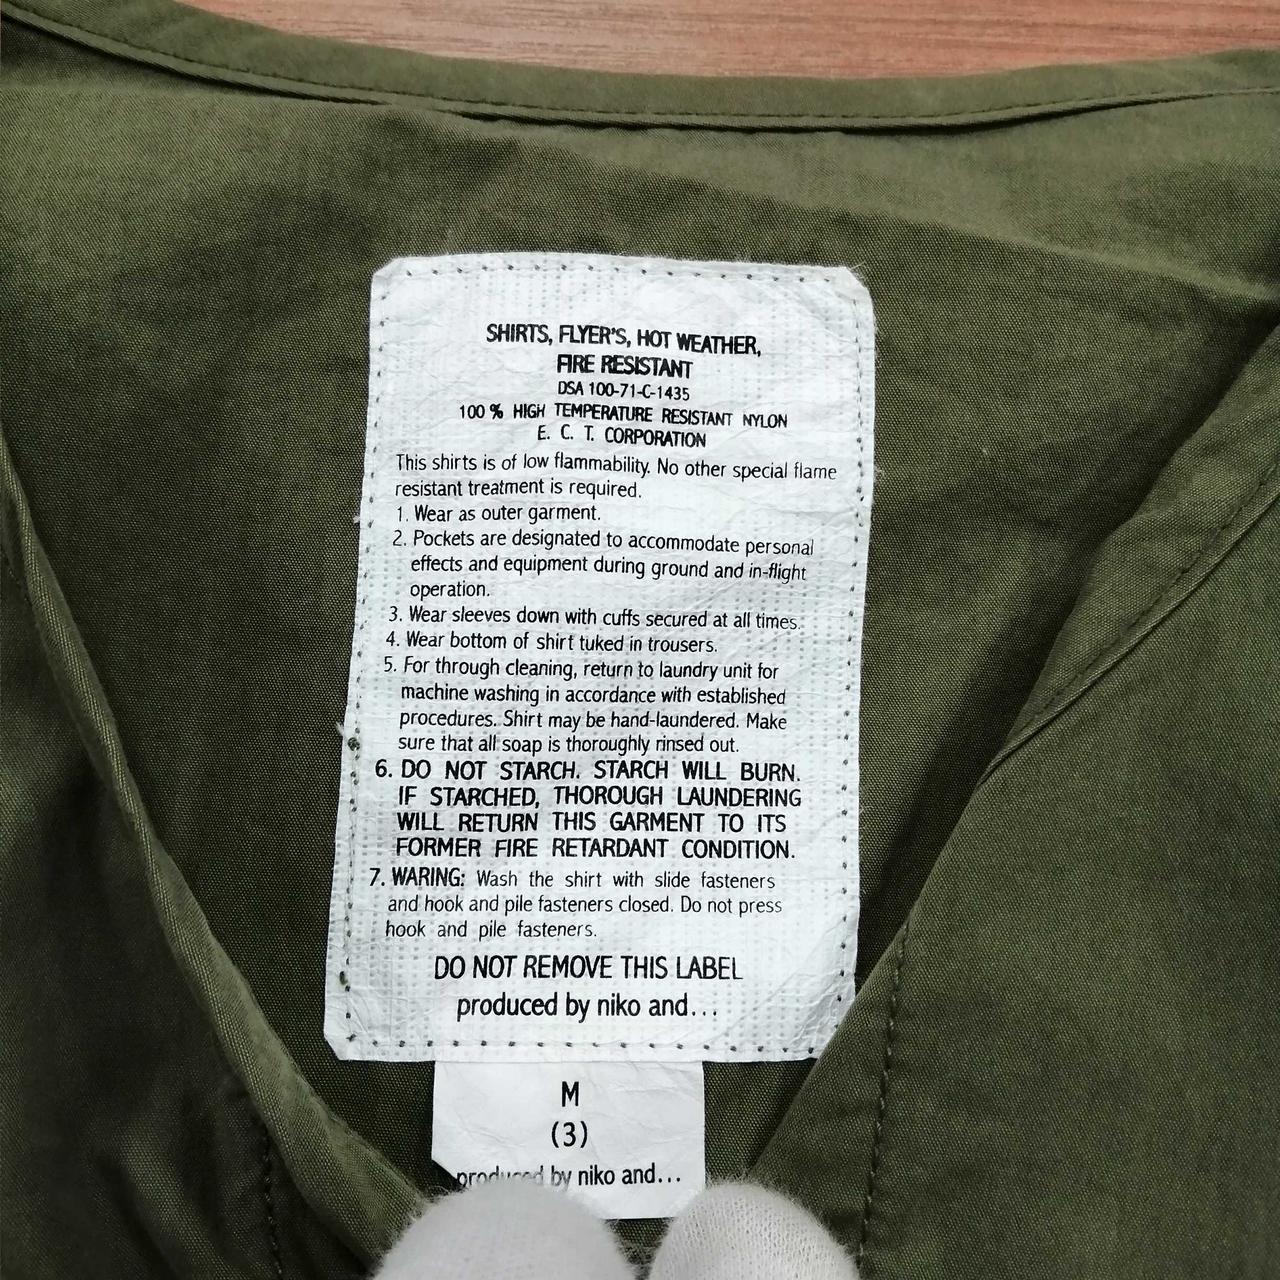 SHIRTS, FLYER'S, HOT WEATHER,
FIRE RESISTANT
DSA 100-71-C-1435
100 % HIGH TEMPERATURE RESISTANT NYLON
E. C. T. CORPORATION
This shirts is of low flammability. No other special flame
resistant treatment is required.
1. Wear as outer garment.
2. Pockets are designated to accommodate personal
effects and equipment during ground and in-flight
operation.
3. Wear sleeves down with cuffs secured at all times.
4. Wear bottom of shirt tuked in trousers.
5. For through cleaning, return to laundry unit for
machine washing in accordance with established
procedures. Shirt may be hand-laundered. Make
sure that all soap is thoroughly rinsed out.
6. DO NOT STARCH. STARCH WILL BURN.
IF STARCHED, THOROUGH LAUNDERING
WILL RETURN THIS GARMENT TO ITS
FORMER FIRE RETARDANT CONDITION.
7. WARING: Wash the shirt with slide fasteners
and hook and pile fasteners closed. Do not press
hook and pile fasteners.
DO NOT REMOVE THIS LABEL
produced by niko and...
M
(3)
produced by niko and...